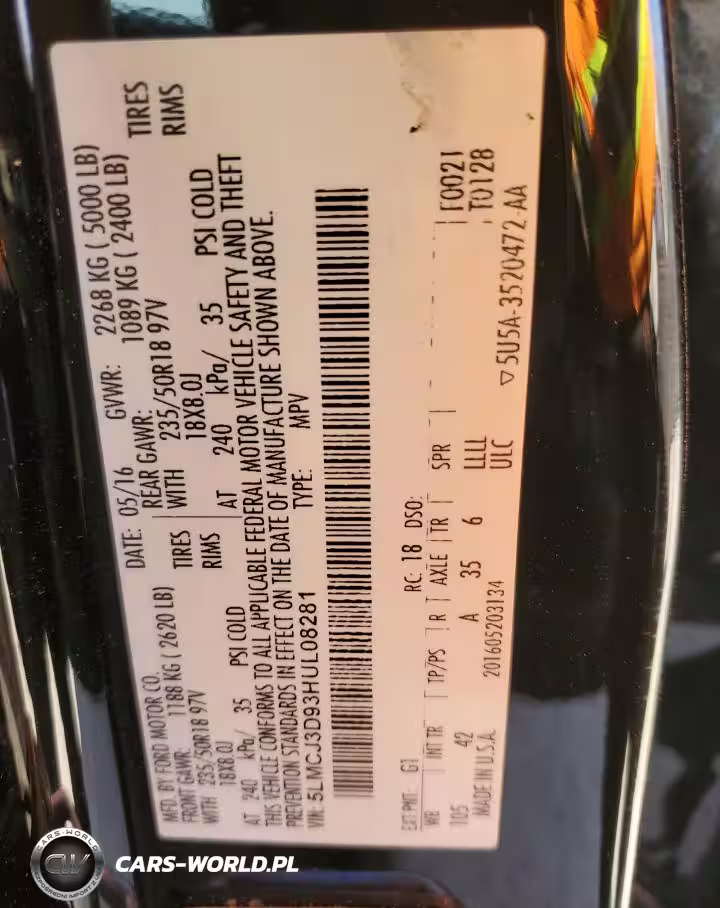 MFD. BY FORD MOTOR CO. DATE: 05/16 GVWR: 2268 KG ( 5000 LB)
FRONT GAWR: 1188 KG ( 2620 LB) REAR GAWR: 1089 KG ( 2400 LB)
WITH 235/50R18 97V TIRES WITH 235/50R18 97V TIRES
18X8.0J RIMS 18X8.0J RIMS
AT 240 kPa/ 35 PSI COLD AT 240 kPa/ 35 PSI COLD
THIS VEHICLE CONFORMS TO ALL APPLICABLE FEDERAL MOTOR VEHICLE SAFETY AND THEFT
PREVENTION STANDARDS IN EFFECT ON THE DATE OF MANUFACTURE SHOWN ABOVE.
VIN: 5LMCJ3D93HUL08281 TYPE: MPV
EXT PNT: G1 RC: 18 DSO:
WB INT TR TP/PS R AXLE TR SPR F0021
105 42 A 35 6 LLLL T0128
MADE IN U.S.A. 201605203134 ULC ▽5U5A-3520472-AA
CARS-WORLD
CW
CARS-WORLD.PL